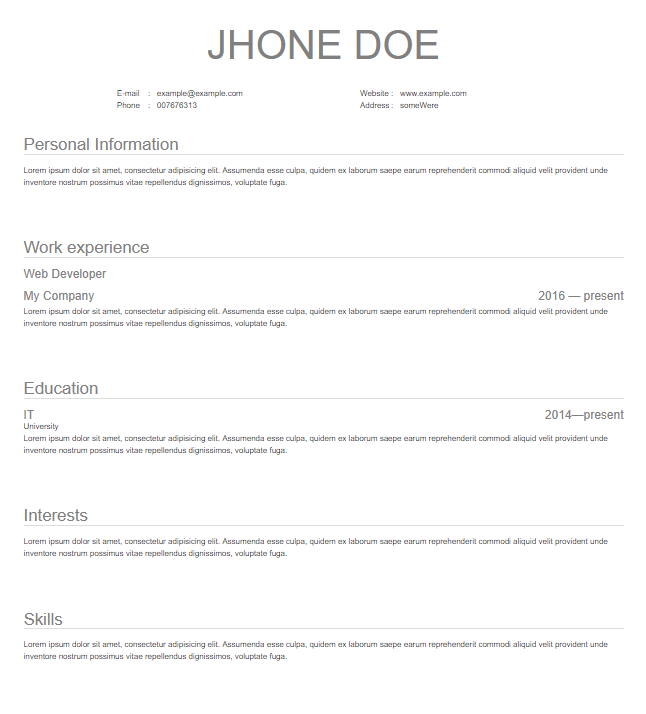 JHONE DOE
E-mail : example@example.com Website : www.example.com
Phone : 007676313 Address : someWere
Personal Information
Lorem ipsum dolor sit amet, consectetur adipisicing elit. Assumenda esse culpa, quidem ex laborum saepe earum reprehenderit commodi aliquid velit provident unde
inventore nostrum possimus vitae repellendus dignissimos, voluptate fuga.
Work experience
Web Developer
My Company 2016 — present
Lorem ipsum dolor sit amet, consectetur adipisicing elit. Assumenda esse culpa, quidem ex laborum saepe earum reprehenderit commodi aliquid velit provident unde
inventore nostrum possimus vitae repellendus dignissimos, voluptate fuga.
Education
IT 2014—present
University
Lorem ipsum dolor sit amet, consectetur adipisicing elit. Assumenda esse culpa, quidem ex laborum saepe earum reprehenderit commodi aliquid velit provident unde
inventore nostrum possimus vitae repellendus dignissimos, voluptate fuga.
Interests
Lorem ipsum dolor sit amet, consectetur adipisicing elit. Assumenda esse culpa, quidem ex laborum saepe earum reprehenderit commodi aliquid velit provident unde
inventore nostrum possimus vitae repellendus dignissimos, voluptate fuga.
Skills
Lorem ipsum dolor sit amet, consectetur adipisicing elit. Assumenda esse culpa, quidem ex laborum saepe earum reprehenderit commodi aliquid velit provident unde
inventore nostrum possimus vitae repellendus dignissimos, voluptate fuga.